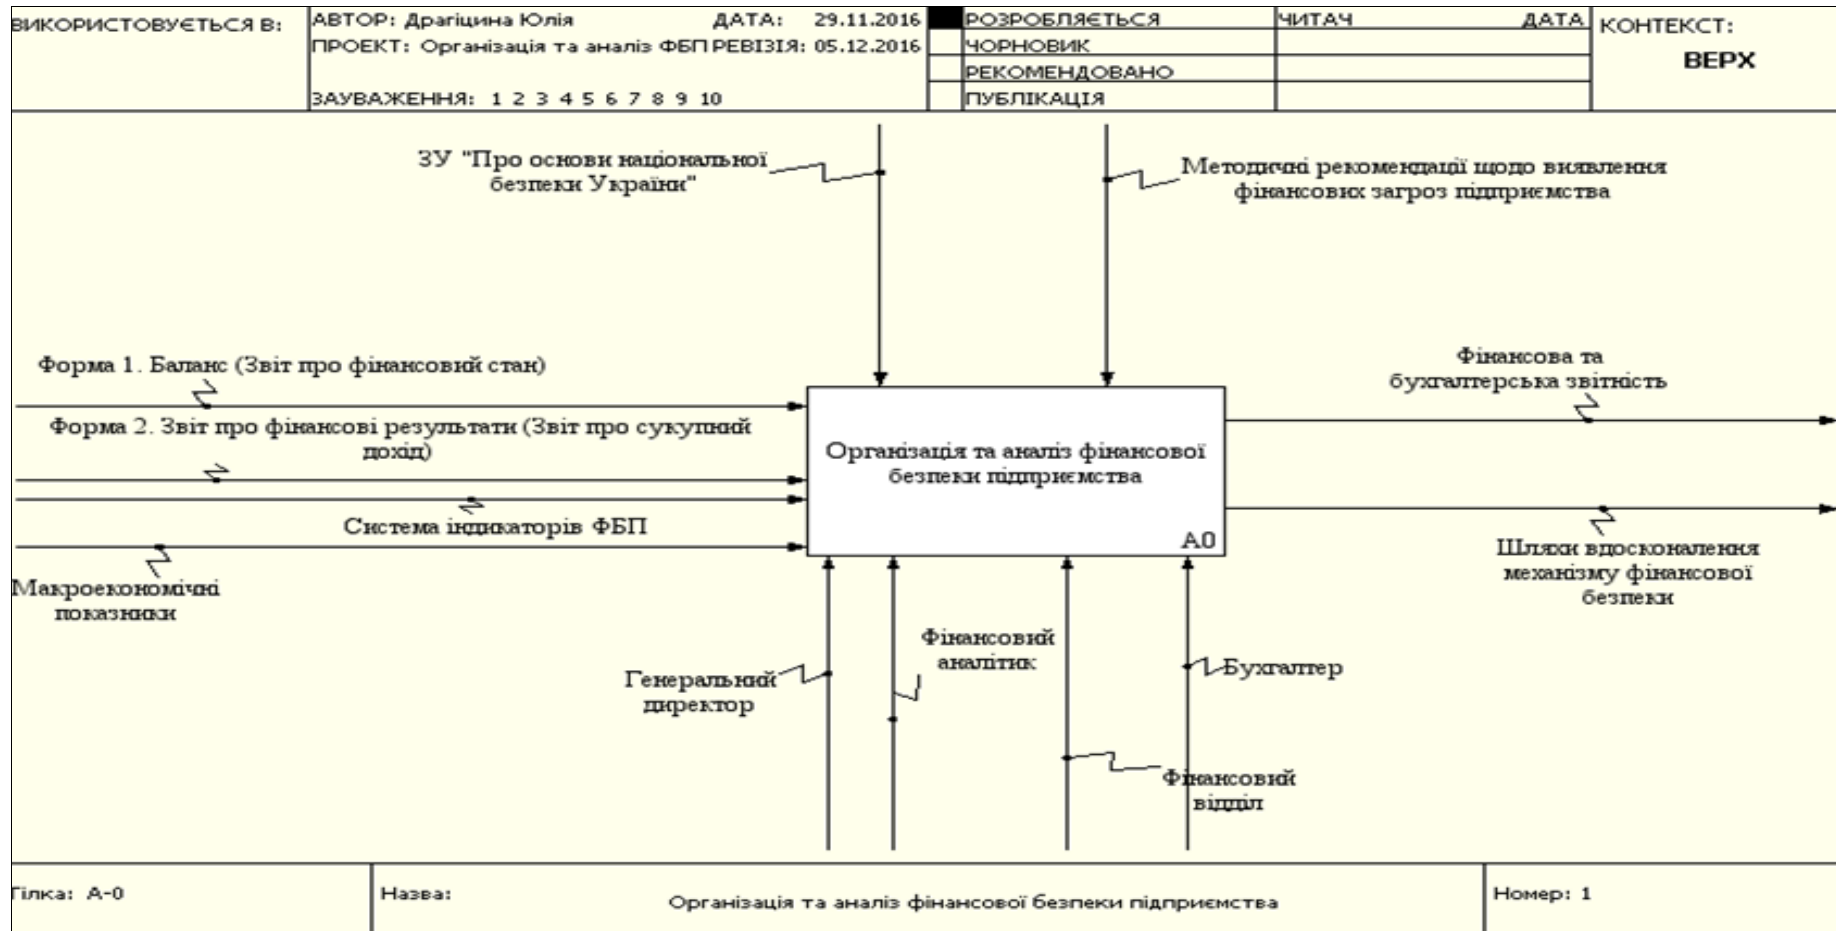 ВИКОРИСТОВУЄТЬСЯ В:
АВТОР: Драгіцина Юлія ДАТА: 29.11.2016
ПРОЕКТ: Організація та аналіз ФБП РЕВІЗІЯ: 05.12.2016
ЗАУВАЖЕННЯ: 1 2 3 4 5 6 7 8 9 10
РОЗРОБЛЯЄТЬСЯ
ЧОРНОВИК
РЕКОМЕНДОВАНО
ПУБЛІКАЦІЯ
ЧИТАЧ ДАТА
КОНТЕКСТ:
ВЕРХ
ЗУ "Про основи національної
безпеки України"
Методичні рекомендації щодо виявлення
фінансових загроз підприємства
Форма 1. Баланс (Звіт про фінансовий стан)
Форма 2. Звіт про фінансові результати (Звіт про сукупний
дохід)
Система індикаторів ФБП
Макроекономічні
показники
Організація та аналіз фінансової
безпеки підприємства
А0
Фінансова та
бухгалтерська звітність
Шляхи вдосконалення
механізму фінансової
безпеки
Генеральний
директор
Фінансовий
аналітик
Бухгалтер
Фінансовий
відділ
Гілка: А-0
Назва:
Організація та аналіз фінансової безпеки підприємства
Номер: 1